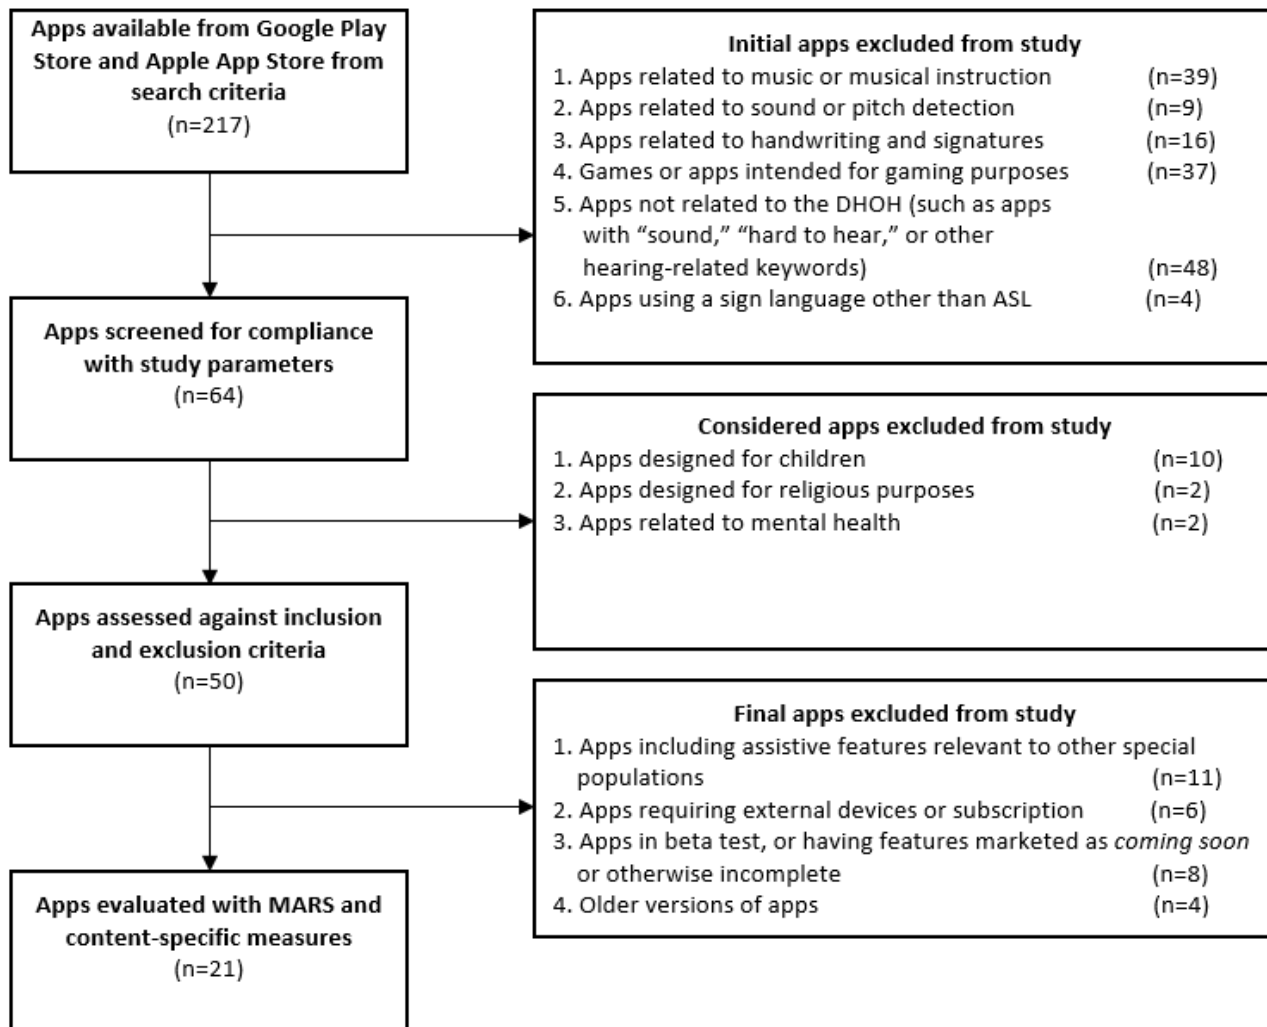 Apps available from Google Play
Store and Apple App Store from
search criteria
(n=217)
Initial apps excluded from study
1. Apps related to music or musical instruction (n=39)
2. Apps related to sound or pitch detection (n=9)
3. Apps related to handwriting and signatures (n=16)
4. Games or apps intended for gaming purposes (n=37)
5. Apps not related to the DHOH (such as apps
with “sound,” “hard to hear,” or other
hearing-related keywords) (n=48)
6. Apps using a sign language other than ASL (n=4)
Apps screened for compliance
with study parameters
(n=64)
Considered apps excluded from study
1. Apps designed for children (n=10)
2. Apps designed for religious purposes (n=2)
3. Apps related to mental health (n=2)
Apps assessed against inclusion
and exclusion criteria
(n=50)
Final apps excluded from study
1. Apps including assistive features relevant to other special
populations (n=11)
2. Apps requiring external devices or subscription (n=6)
3. Apps in beta test, or having features marketed as coming soon
or otherwise incomplete (n=8)
4. Older versions of apps (n=4)
Apps evaluated with MARS and
content-specific measures
(n=21)